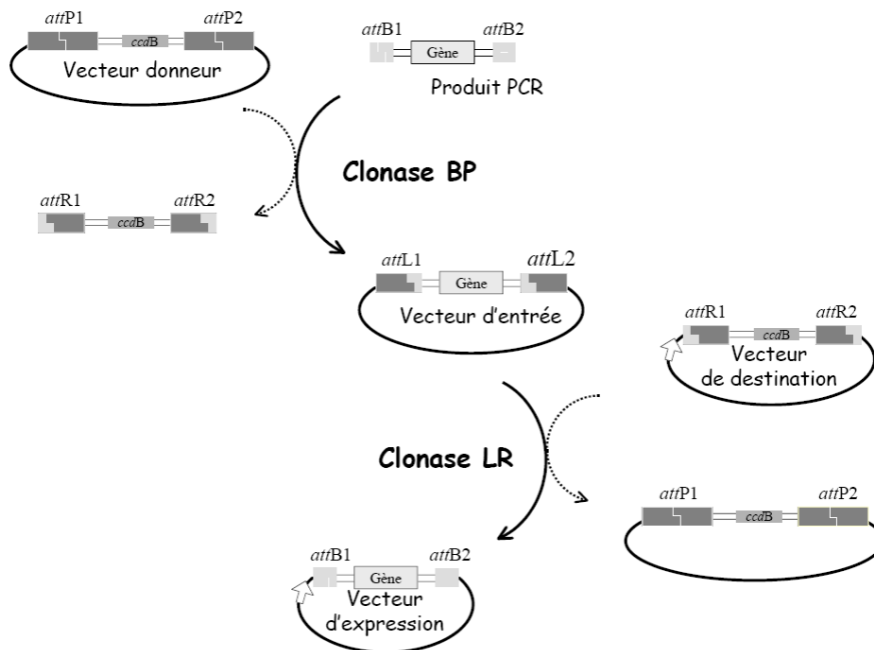 attP1 attP2
ccdB
Vecteur donneur
attB1 attB2
Gène
Produit PCR
Clonase BP
attR1 attR2
ccdB
attL1 attL2
Gène
Vecteur d'entrée
attR1 attR2
ccdB
Vecteur
de destination
Clonase LR
attP1 attP2
ccdB
attB1 attB2
Gène
Vecteur
d'expression